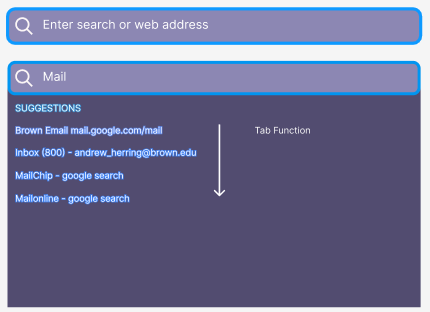 Enter search or web address
Mail
SUGGESTIONS
Brown Email mail.google.com/mail
Tab Function
Inbox (800) - andrew_herring@brown.edu
MailChip - google search
Mailonline - google search